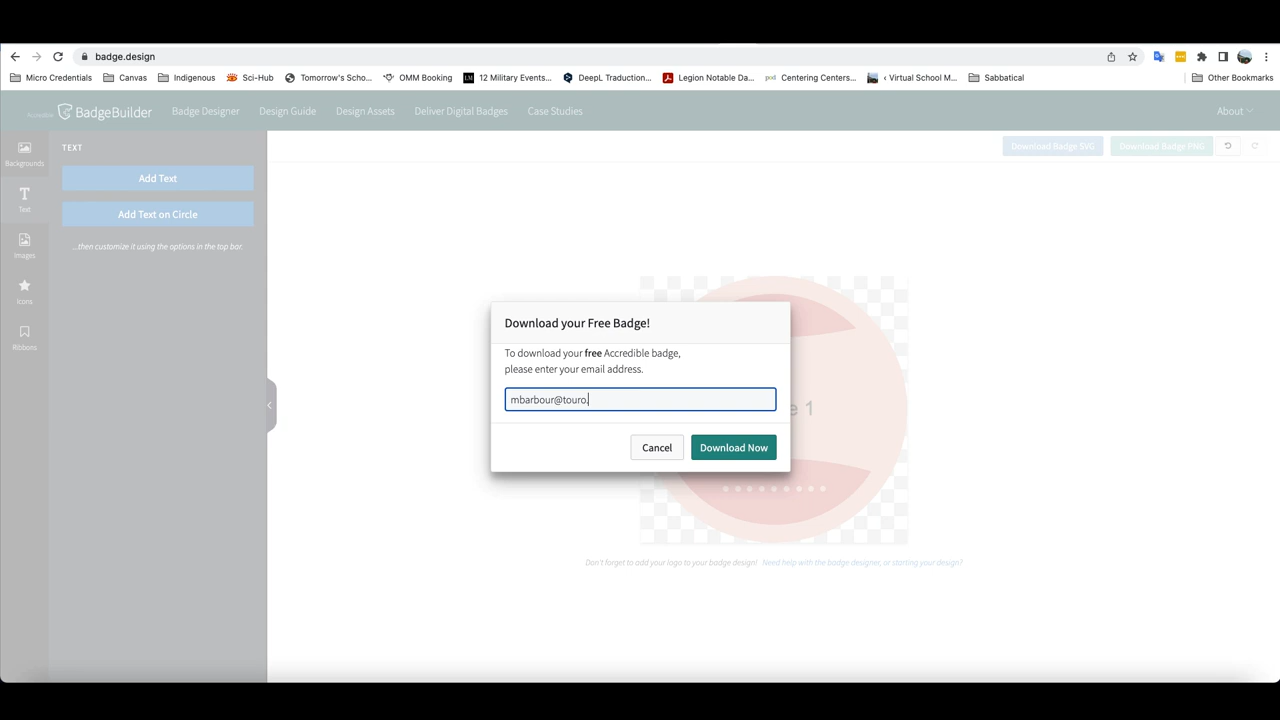 badge.design
Micro Credentials
Canvas
Indigenous
Sci-Hub
Tomorrow's Scho...
OMM Booking
12 Military Events...
DeepL Traduction...
Legion Notable Da...
pod
Centering Centers...
‹ Virtual School M...
Sabbatical
Other Bookmarks
Accredible
BadgeBuilder
Badge Designer
Design Guide
Design Assets
Deliver Digital Badges
Case Studies
About
Backgrounds
Text
Images
Icons
Ribbons
TEXT
Add Text
Add Text on Circle
...then customize it using the options in the top bar.
Download Badge SVG
Download Badge PNG
Download your Free Badge!
To download your free Accredible badge,
please enter your email address.
mbarbour@touro.
Cancel
Download Now
1
Don't forget to add your logo to your badge design! Need help with the badge designer, or starting your design?